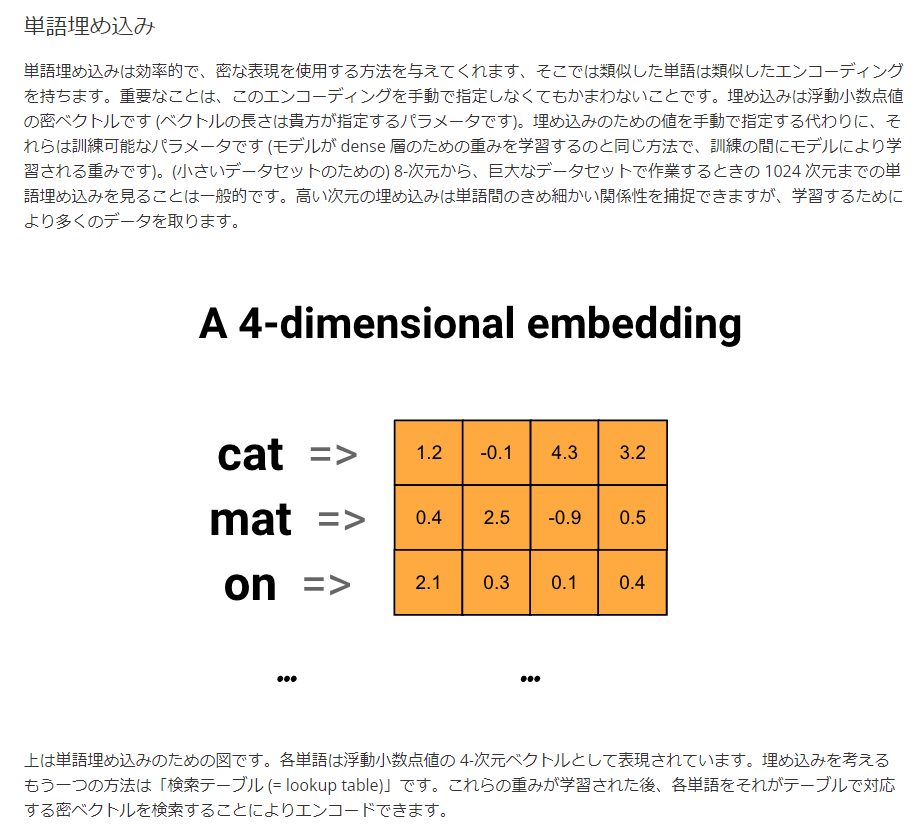 単語埋め込み
単語埋め込みは効率的で、密な表現を使用する方法を与えてくれます、そこでは類似した単語は類似したエンコーディング
を持ちます。重要なことは、このエンコーディングを手動で指定しなくてもかまわないことです。埋め込みは浮動小数点値
の密ベクトルです (ベクトルの長さは貴方が指定するパラメータです)。埋め込みのための値を手動で指定する代わりに、そ
れらは訓練可能なパラメータです (モデルが dense 層のための重みを学習するのと同じ方法で、訓練の間にモデルにより学
習される重みです)。(小さいデータセットのための) 8-次元から、巨大なデータセットで作業するときの 1024 次元までの単
語埋め込みを見ることは一般的です。高い次元の埋め込みは単語間のきめ細かい関係性を捕捉できますが、学習するために
より多くのデータを取ります。
A 4-dimensional embedding
cat => 1.2 -0.1 4.3 3.2
mat => 0.4 2.5 -0.9 0.5
on => 2.1 0.3 0.1 0.4
... ...
上は単語埋め込みのための図です。各単語は浮動小数点値の 4-次元ベクトルとして表現されています。埋め込みを考える
もう一つの方法は「検索テーブル (= lookup table)」です。これらの重みが学習された後、各単語をそれがテーブルで対応
する密ベクトルを検索することによりエンコードできます。